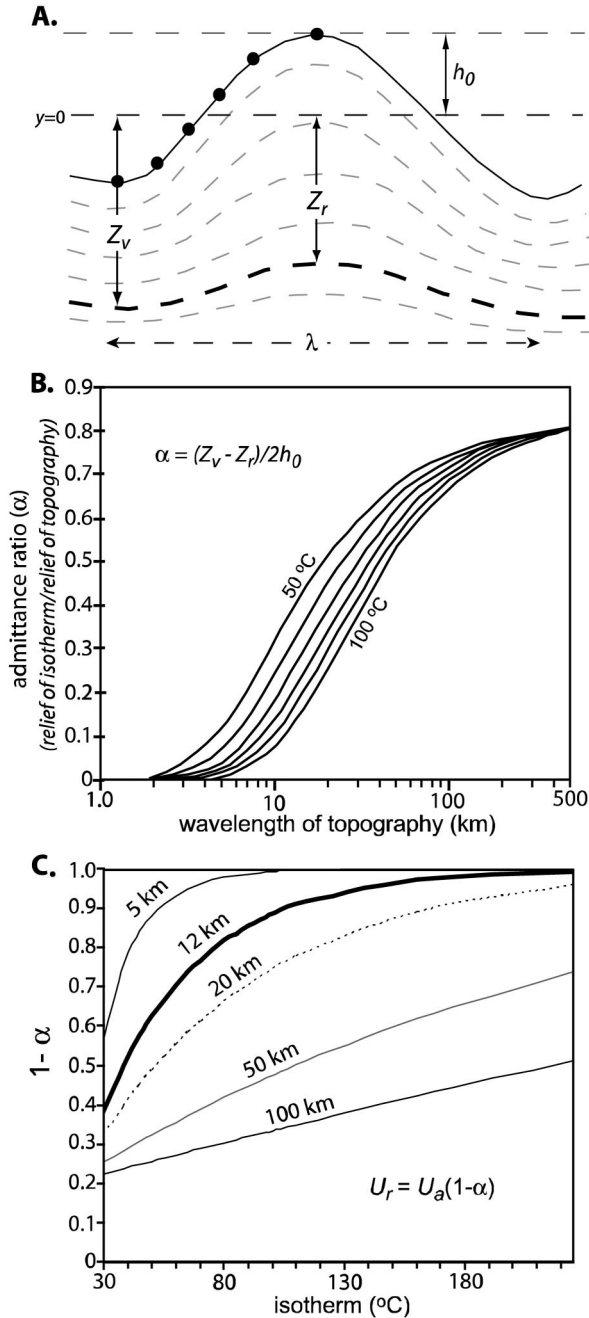 A.
h0
y=0
Zv
Zr
λ
B.
0.9
0.8
0.7
0.6
0.5
0.4
0.3
0.2
0.1
0
α = (Zv - Zr)/2h0
50 ºC
100 ºC
admittance ratio (α)
(relief of isotherm/relief of topography)
1.0 10 100 500
wavelength of topography (km)
C.
1.0
0.9
0.8
0.7
0.6
0.5
0.4
0.3
0.2
0.1
0
5 km
12 km
20 km
50 km
100 km
1- α
Ur = Ua(1-α)
30 80 130 180
isotherm (ºC)